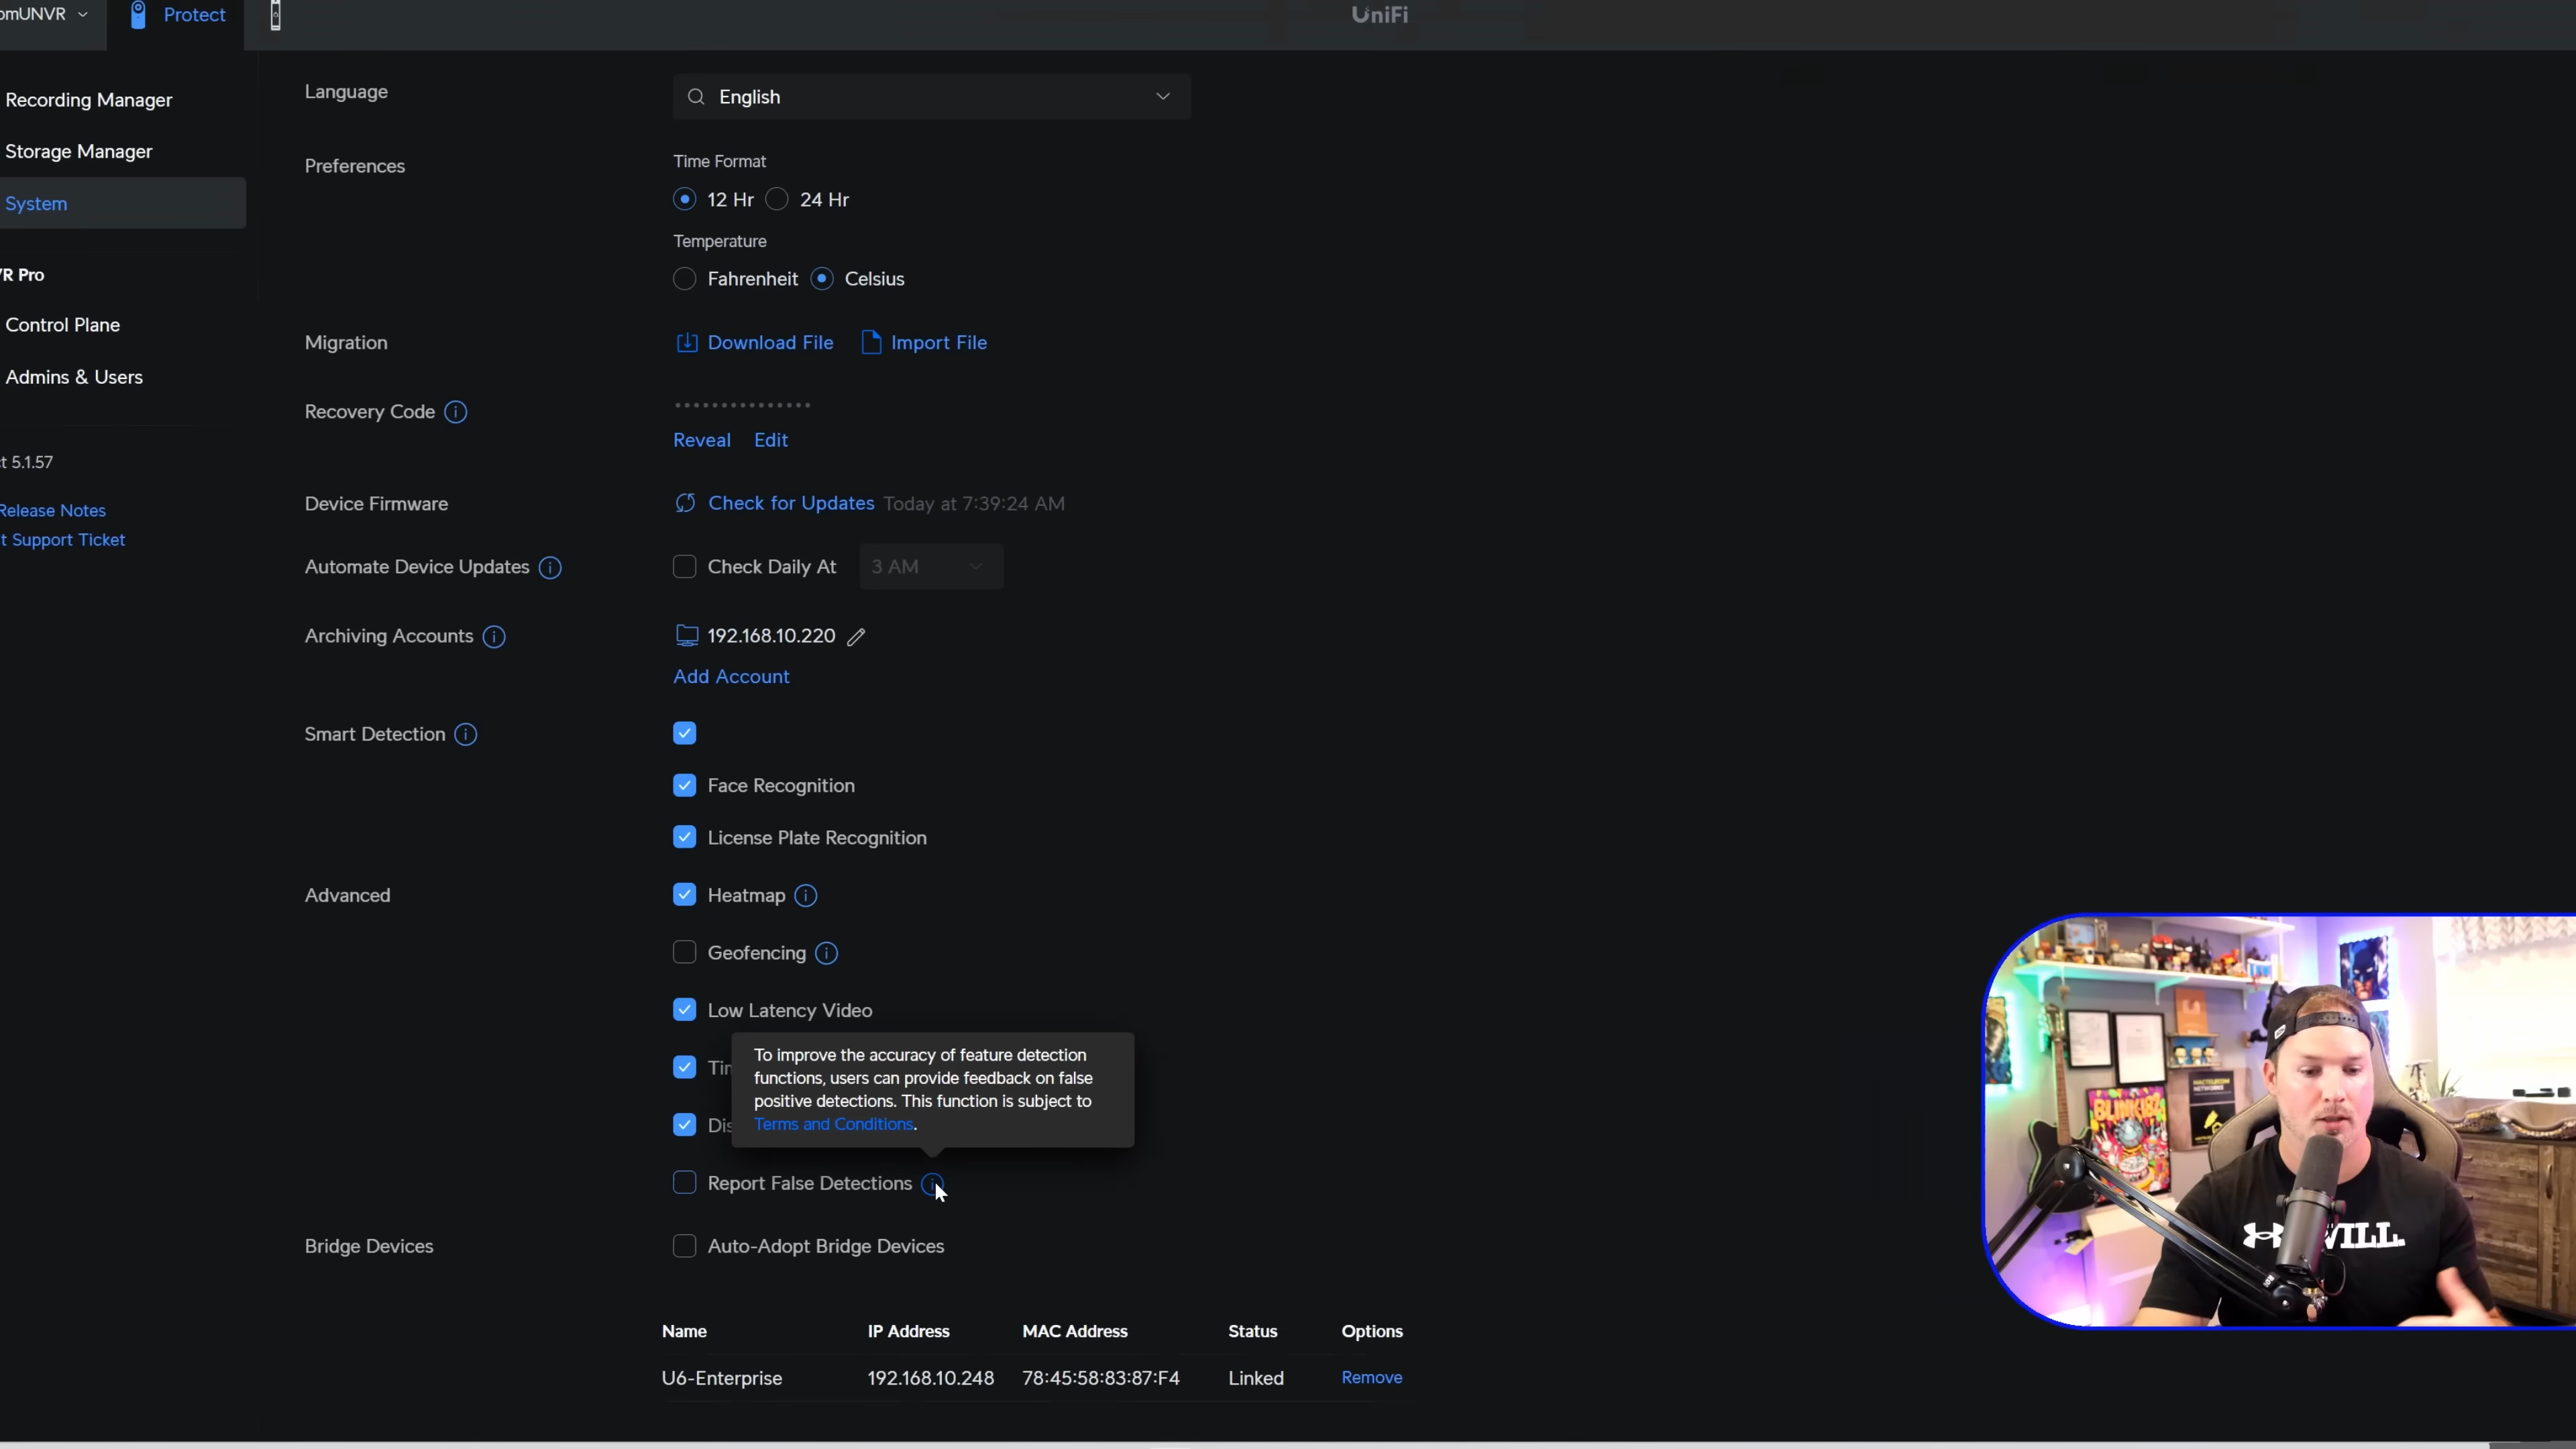 omUNVR
Protect
UniFi
Recording Manager
Storage Manager
System
VR Pro
Control Plane
Admins & Users
t 5.1.57
Release Notes
t Support Ticket
Language
English
Preferences
Time Format
12 Hr 24 Hr
Temperature
Fahrenheit Celsius
Migration
Download File Import File
Recovery Code
Reveal Edit
Device Firmware
Check for Updates Today at 7:39:24 AM
Automate Device Updates
Check Daily At 3 AM
Archiving Accounts
192.168.10.220
Add Account
Smart Detection
Face Recognition
License Plate Recognition
Advanced
Heatmap
Geofencing
Low Latency Video
To improve the accuracy of feature detection
functions, users can provide feedback on false
positive detections. This function is subject to
Terms and Conditions.
Report False Detections
Bridge Devices
Auto-Adopt Bridge Devices
Name IP Address MAC Address Status Options
U6-Enterprise 192.168.10.248 78:45:58:83:87:F4 Linked Remove
BLINK182
WILL.